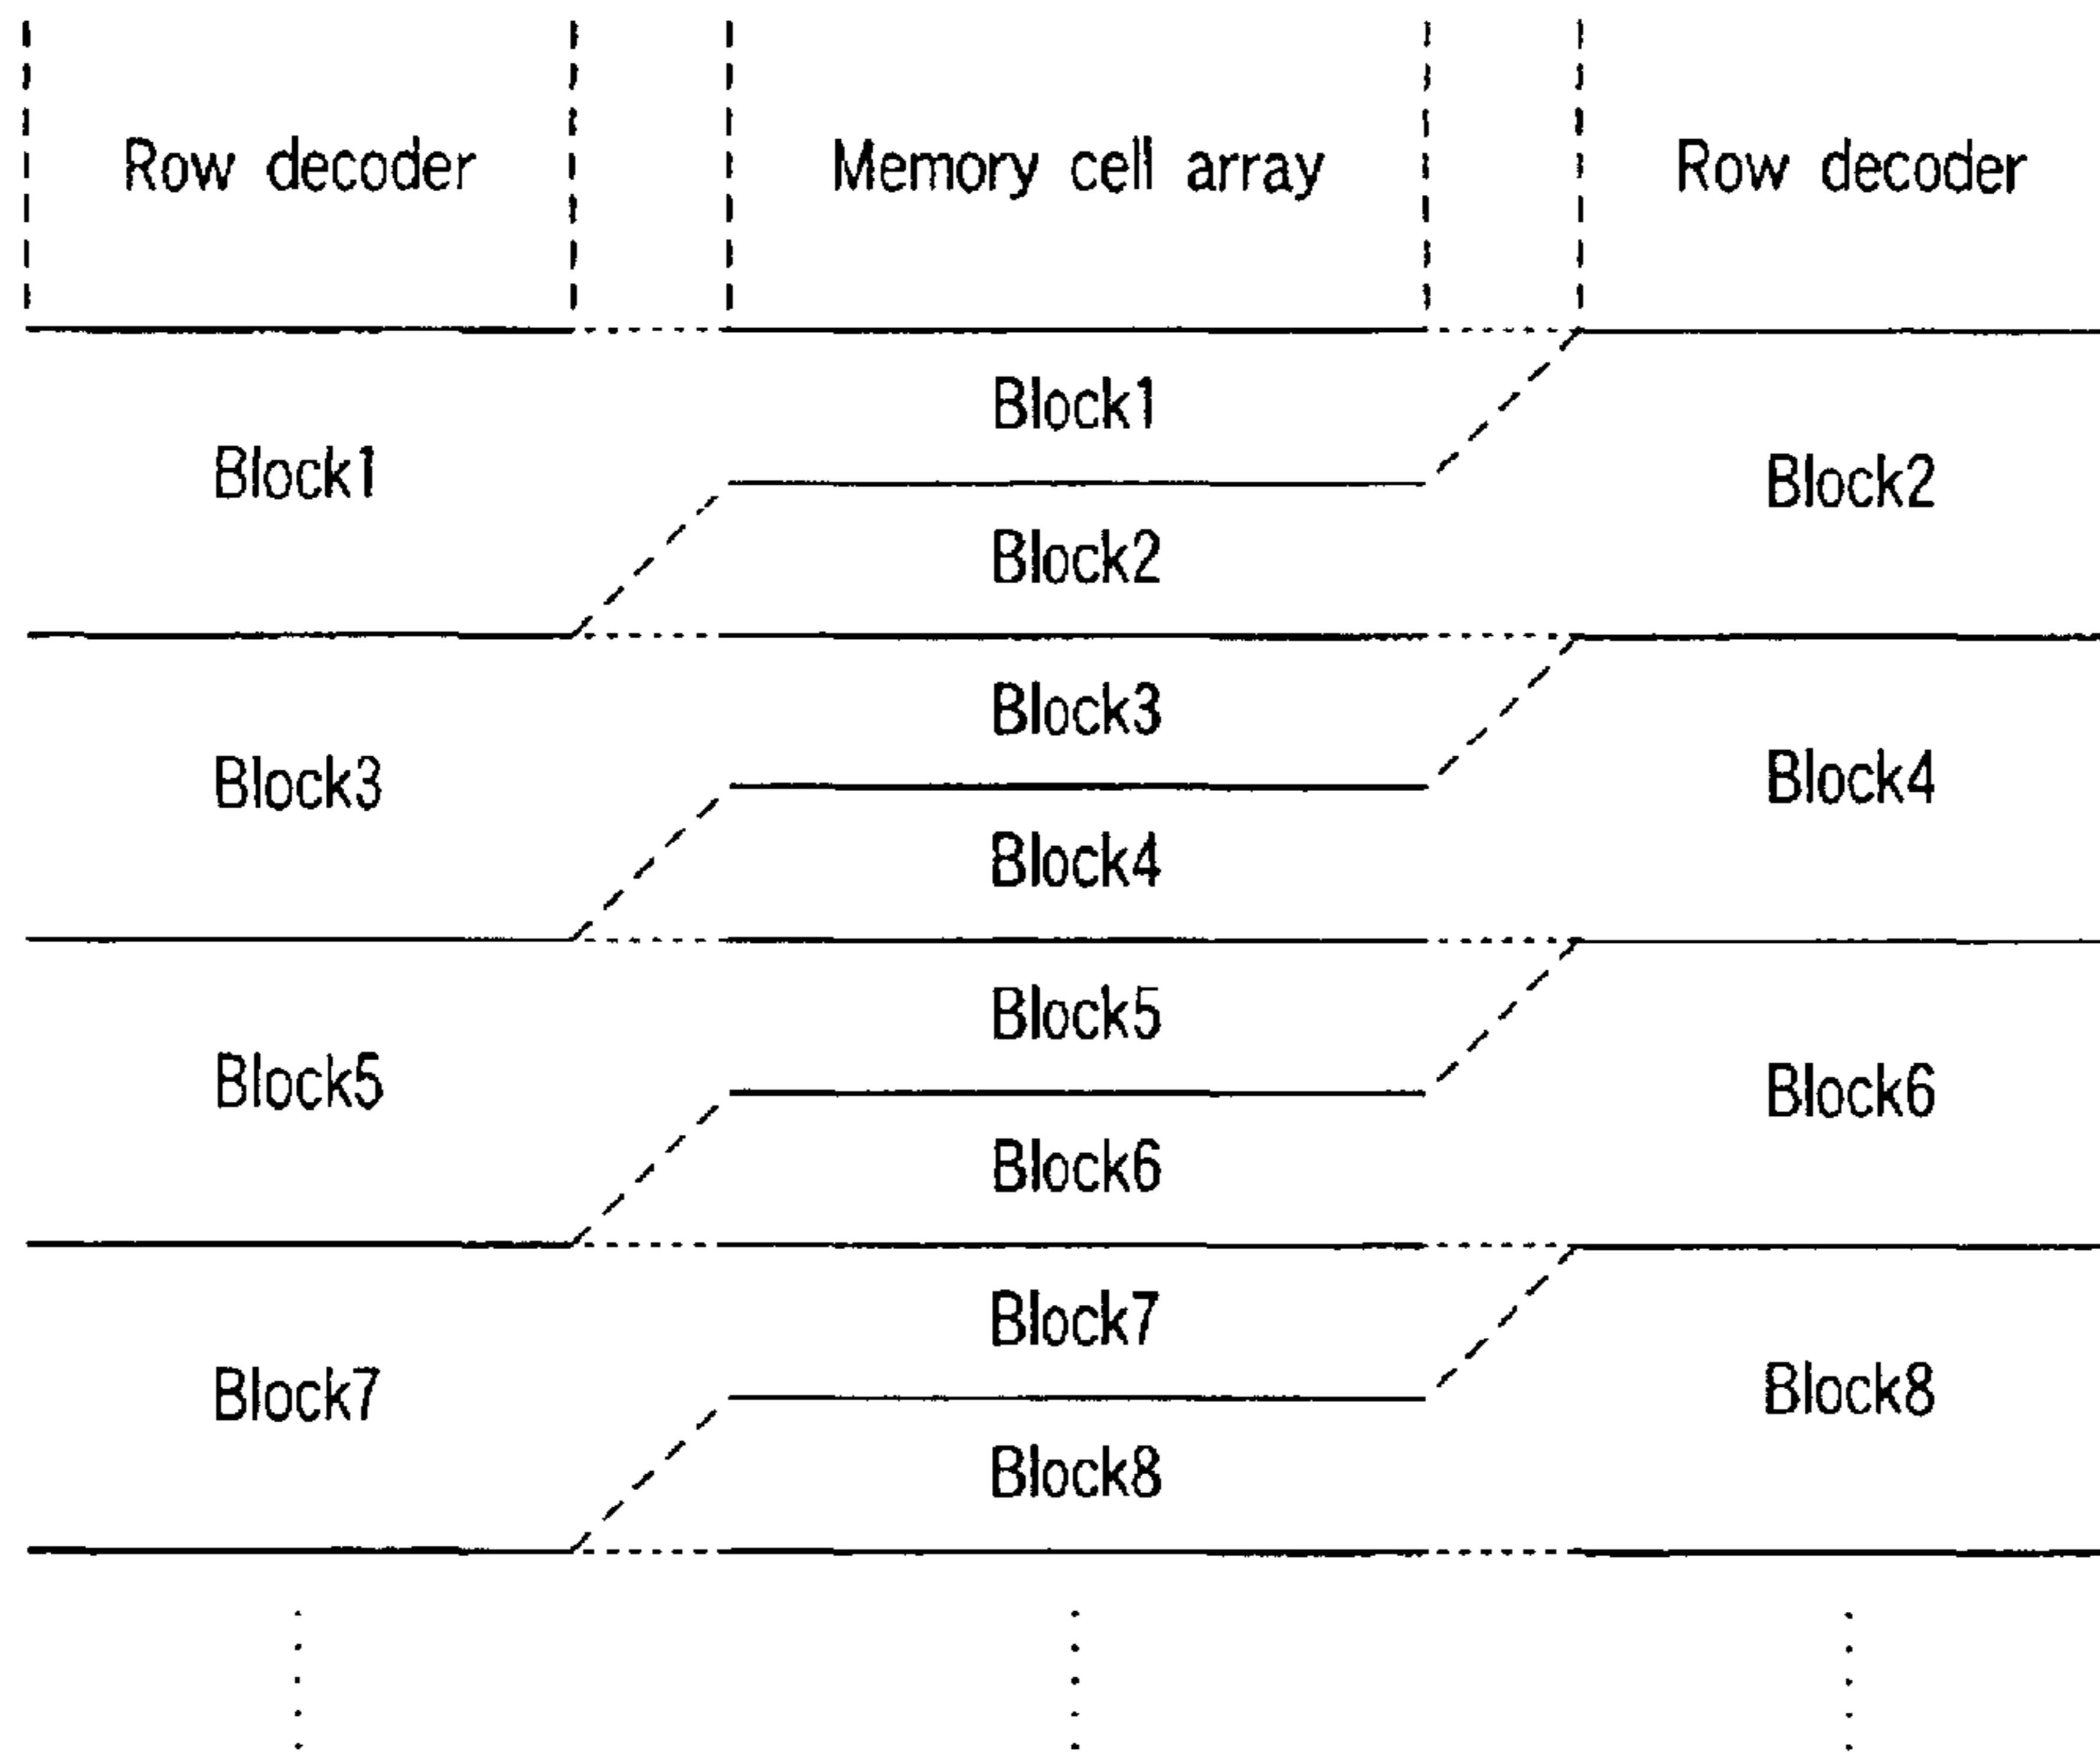 Row decoder
Memory cell array
Row decoder
Block1
Block1
Block2
Block2
Block3
Block3
Block4
Block4
Block5
Block5
Block6
Block6
Block7
Block7
Block8
Block8